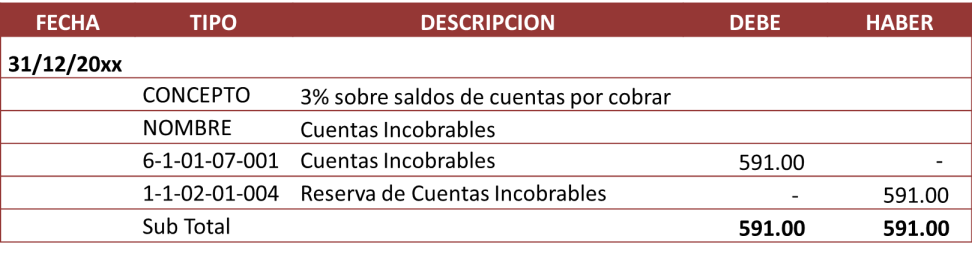 FECHA TIPO DESCRIPCION DEBE HABER
31/12/20xx
CONCEPTO 3% sobre saldos de cuentas por cobrar
NOMBRE Cuentas Incobrables
6-1-01-07-001 Cuentas Incobrables 591.00 -
1-1-02-01-004 Reserva de Cuentas Incobrables - 591.00
Sub Total 591.00 591.00